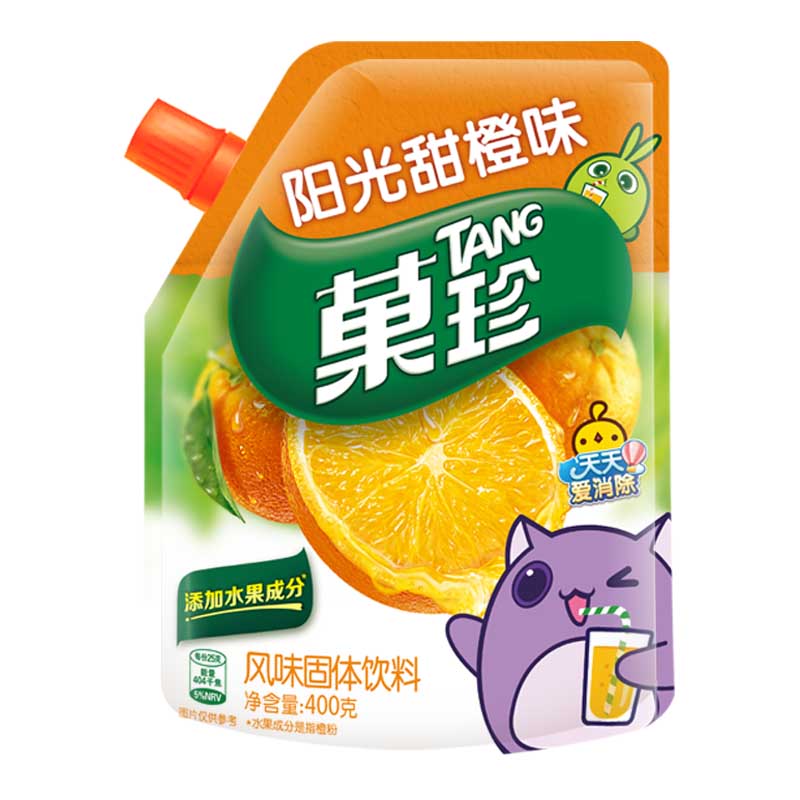 阳光甜橙味
TANG
菓珍
天天
爱消除
添加水果成分*
每份25克
能量
404千焦
5%NRV
风味固体饮料
净含量:400克
图片仅供参考
*水果成分是指橙粉